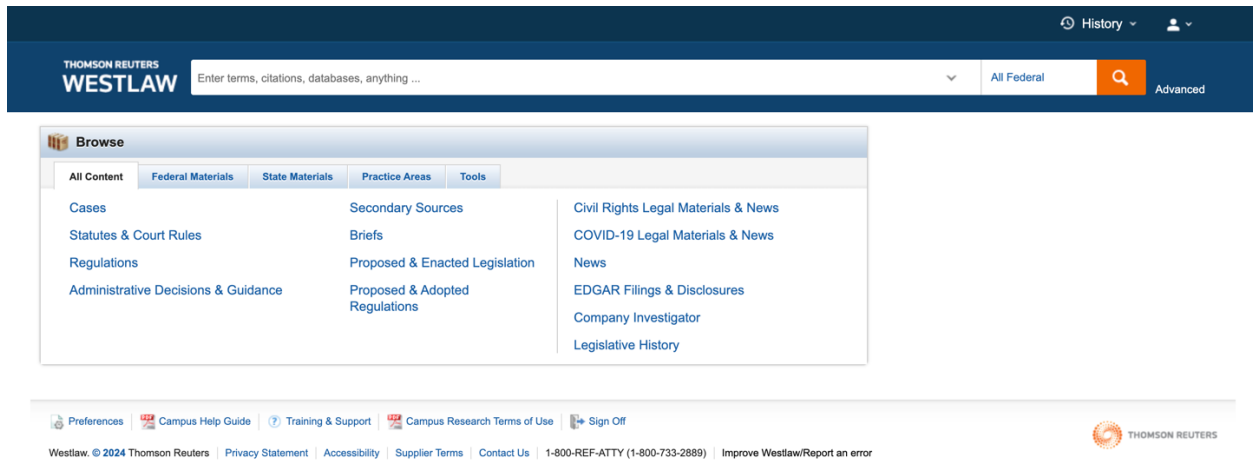 History
THOMSON REUTERS
WESTLAW
Enter terms, citations, databases, anything ...
All Federal
Advanced
Browse
All Content Federal Materials State Materials Practice Areas Tools
Cases
Statutes & Court Rules
Regulations
Administrative Decisions & Guidance
Secondary Sources
Briefs
Proposed & Enacted Legislation
Proposed & Adopted
Regulations
Civil Rights Legal Materials & News
COVID-19 Legal Materials & News
News
EDGAR Filings & Disclosures
Company Investigator
Legislative History
Preferences Campus Help Guide Training & Support Campus Research Terms of Use Sign Off
THOMSON REUTERS
Westlaw. © 2024 Thomson Reuters Privacy Statement Accessibility Supplier Terms Contact Us 1-800-REF-ATTY (1-800-733-2889) Improve Westlaw/Report an error